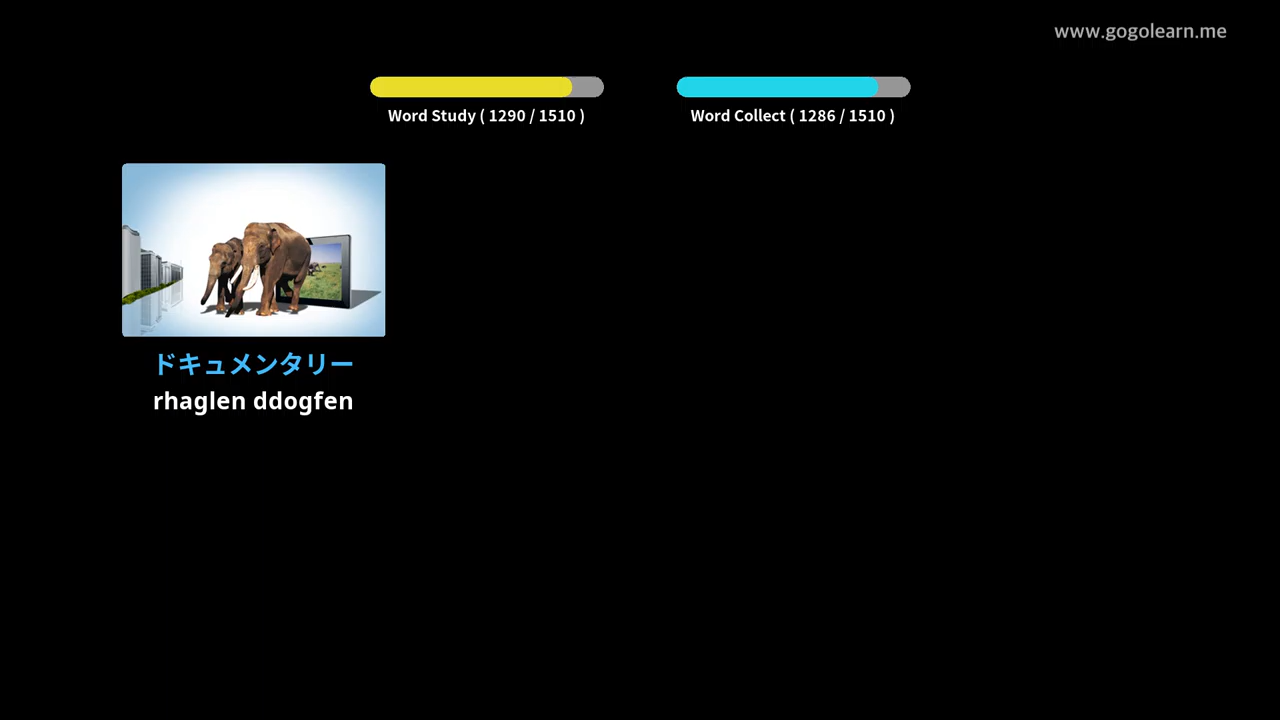 www.gogolearn.me
Word Study ( 1290 / 1510 )
Word Collect ( 1286 / 1510 )
ドキュメンタリー
rhaglen ddogfen